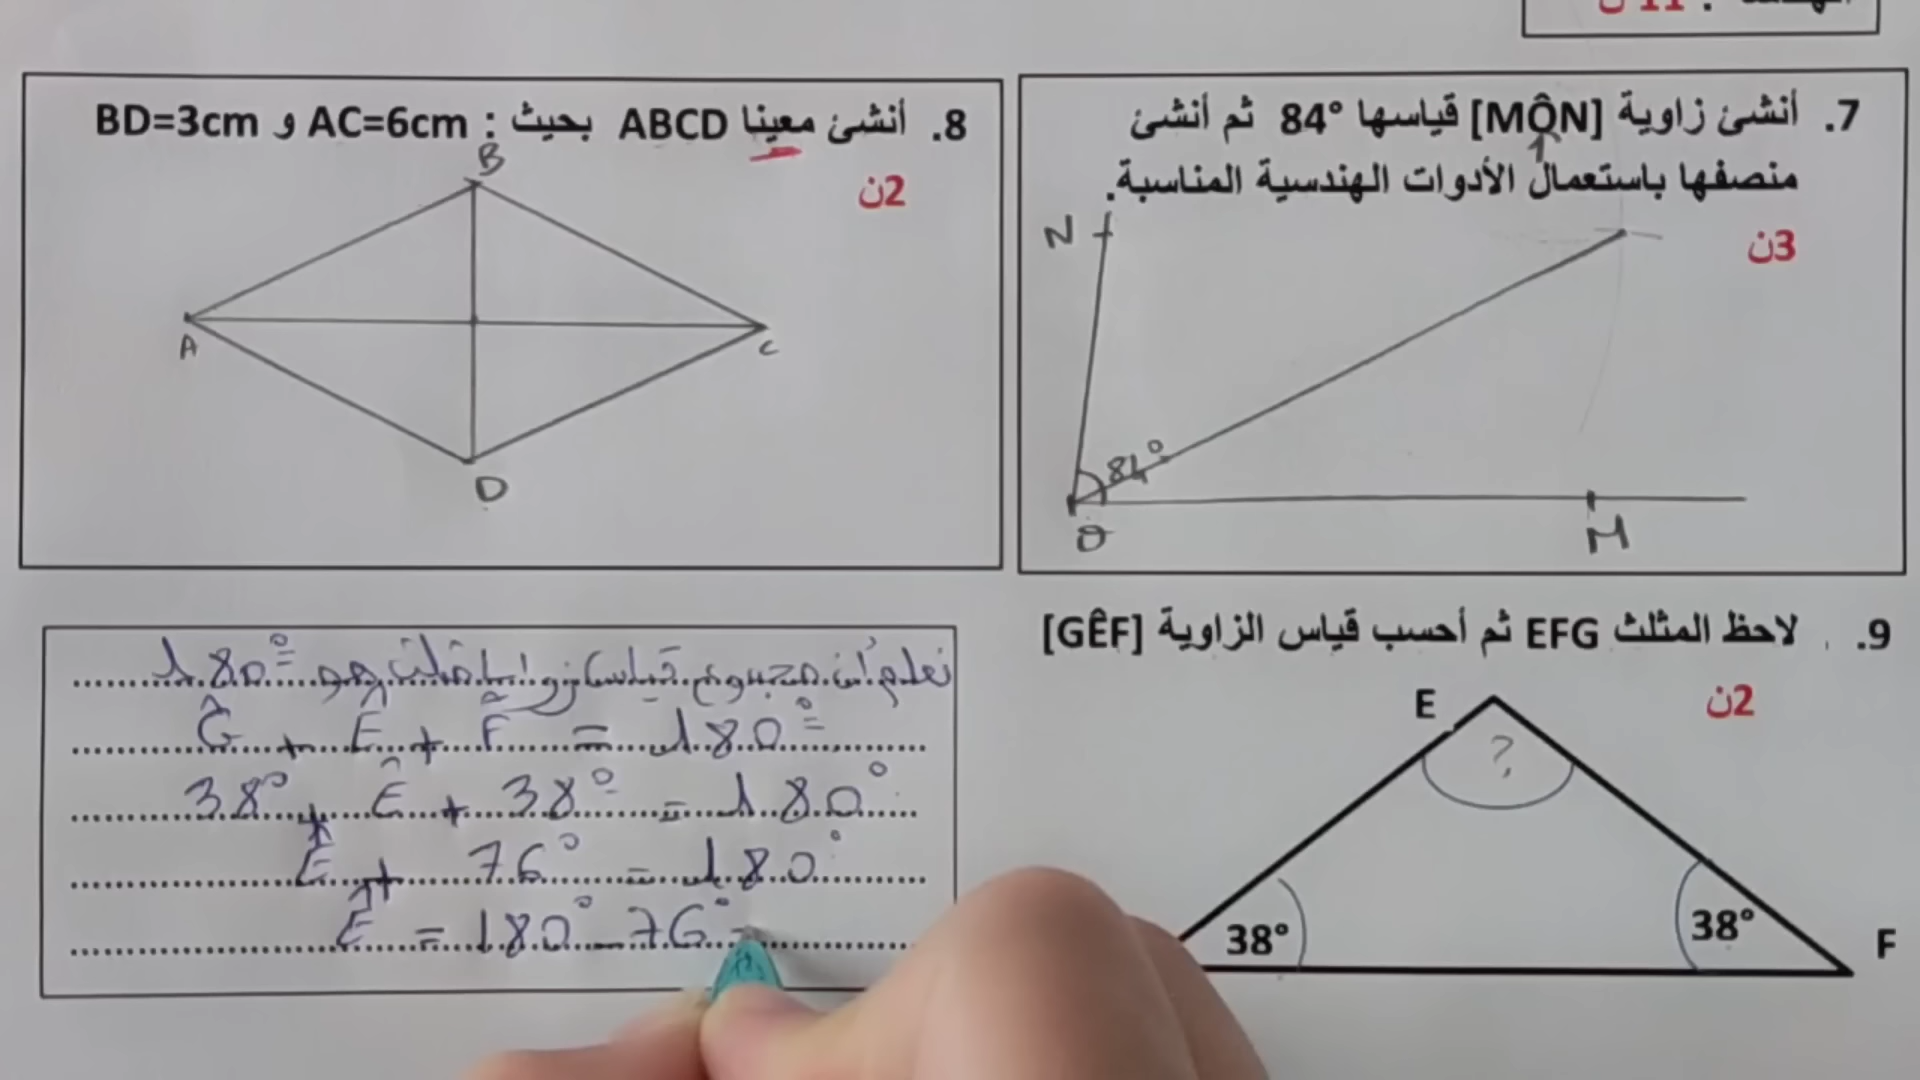 11 ن
7. أنشئ زاوية [MÔN] قياسها 84° ثم أنشئ
منصفها باستعمال الأدوات الهندسية المناسبة.
3ن
N
84°
O
M
8. أنشئ معينا ABCD بحيث : AC=6cm و BD=3cm
2ن
B
A
C
D
9. لاحظ المثلث EFG ثم أحسب قياس الزاوية [GÊF]
2ن
E
?
38°
38°
F
نعلم أن مجموع قياس زوايا مثلث هو 180°
Ĝ + Ê + F̂ = 180°
38° + Ê + 38° = 180°
Ê + 76° = 180°
Ê = 180° - 76° =